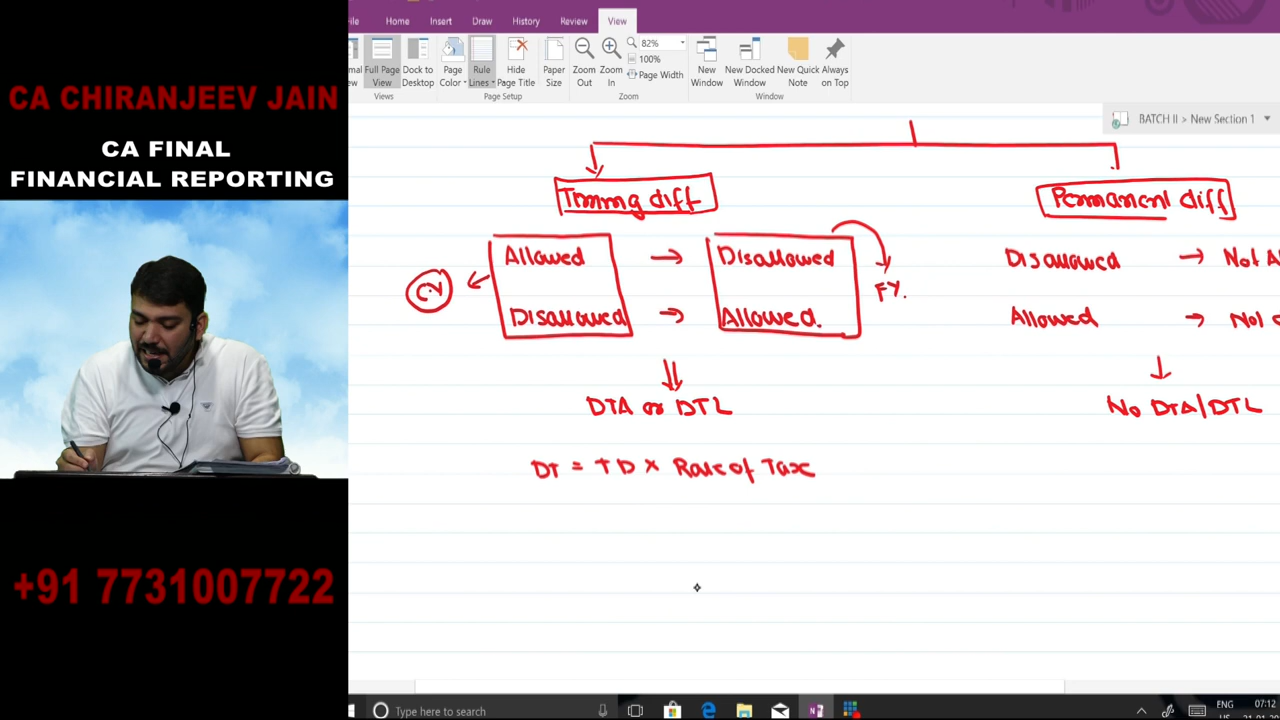 CA CHIRANJEEV JAIN
CA FINAL
FINANCIAL REPORTING
+91 7731007722
Home Insert Draw History Review View
Full Page View
Dock to Desktop
Page Color
Rule Lines
Hide Page Title
Paper Size
Zoom Out
Zoom In
82%
100%
Page Width
New Window
New Docked Window
New Quick Note
Always on Top
Views
Page Setup
Zoom
Window
BATCH II > New Section 1
Timing diff
Permanent diff
Allowed → Disallowed
CY
FY.
Disallowed → Allowed.
Disallowed → Not
Allowed → Not
DTA or DTL
No DTA/DTL
DT = TD × Rate of Tax
Type here to search
ENG
07:12